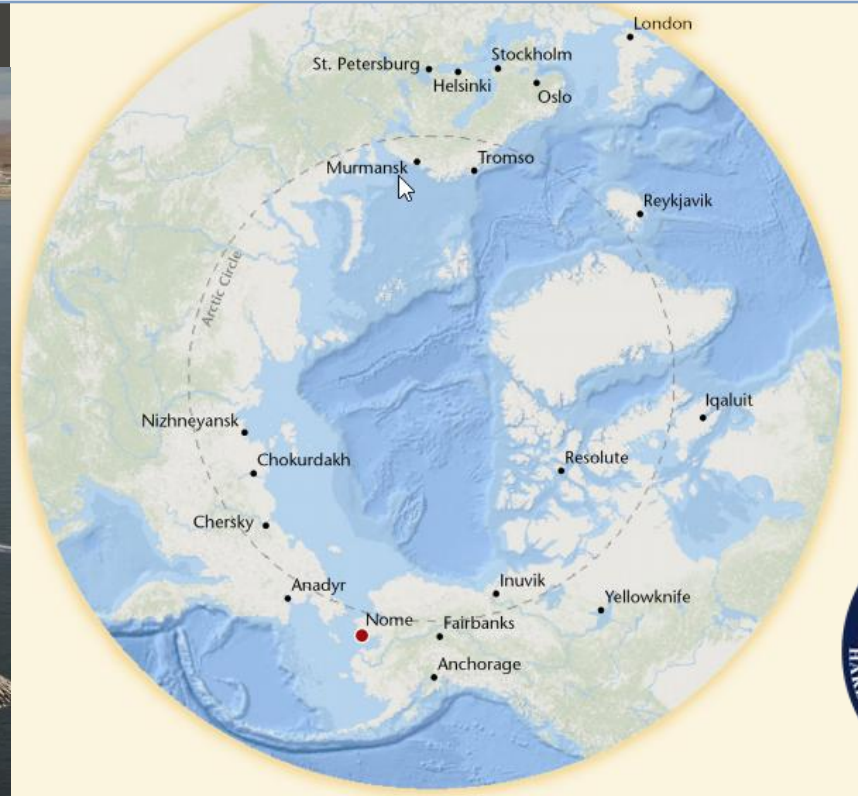 London
Stockholm
St. Petersburg
Helsinki
Oslo
Murmansk
Tromso
Reykjavik
Arctic Circle
Iqaluit
Nizhneyansk
Chokurdakh
Resolute
Chersky
Anadyr
Inuvik
Yellowknife
Nome
Fairbanks
Anchorage